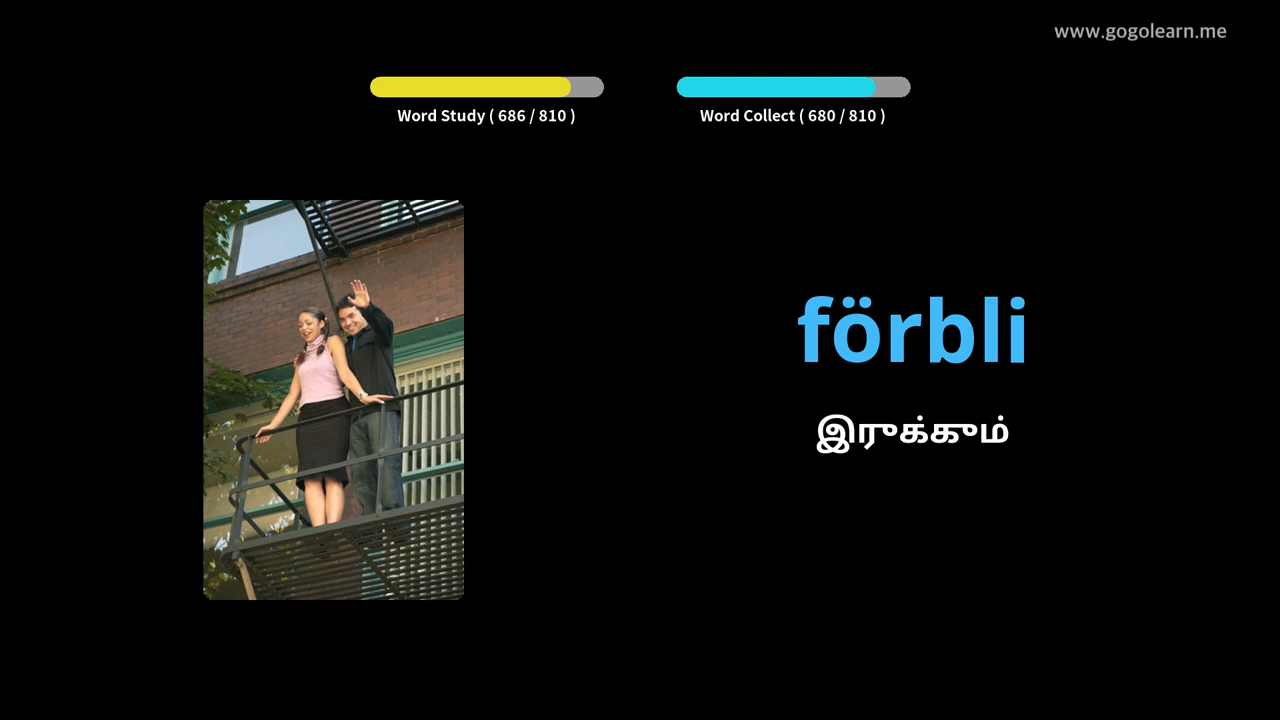 www.gogolearn.me
Word Study ( 686 / 810 )
Word Collect ( 680 / 810 )
förbli
இருக்கும்